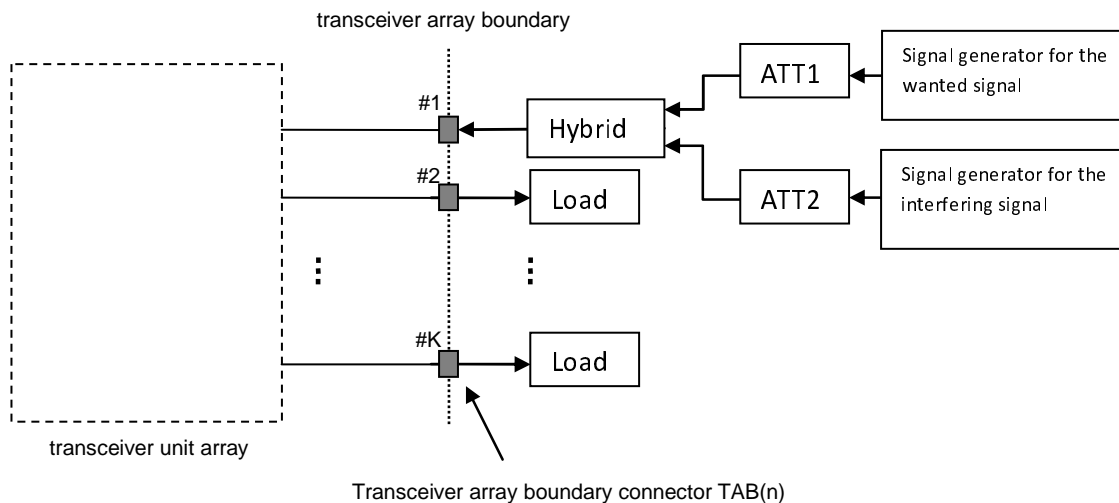 transceiver array boundary
#1
Hybrid
ATT1
Signal generator for the
wanted signal
#2
Load
ATT2
Signal generator for the
interfering signal
#K
Load
transceiver unit array
Transceiver array boundary connector TAB(n)